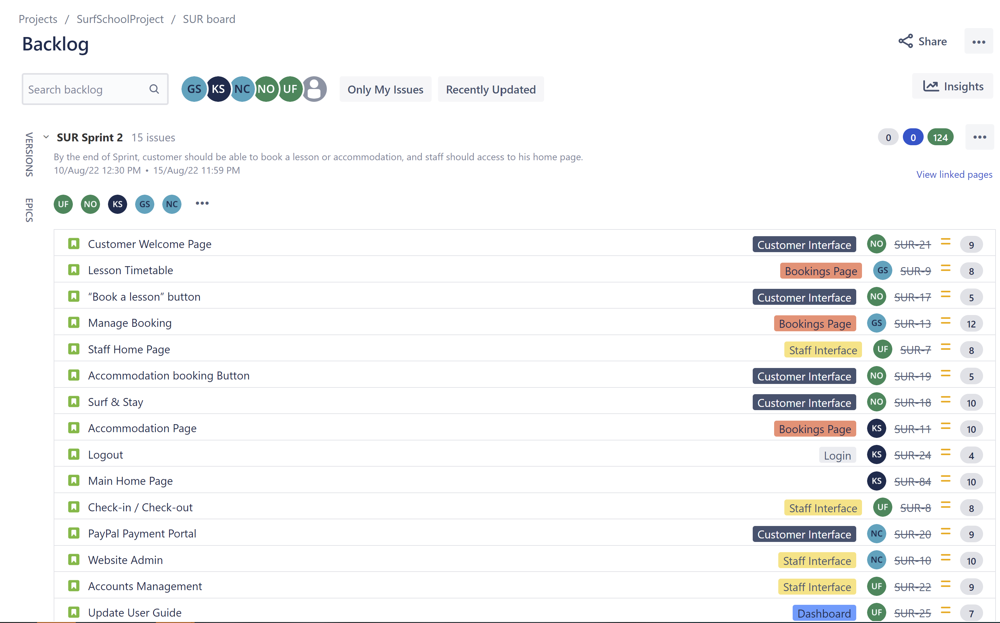 Projects / SurfSchoolProject / SUR board
Backlog
Share
Search backlog
GS KS NC NO UF
Only My Issues
Recently Updated
Insights
VERSIONS
SUR Sprint 2 15 issues
0 0 124
By the end of Sprint, customer should be able to book a lesson or accommodation, and staff should access to his home page.
10/Aug/22 12:30 PM • 15/Aug/22 11:59 PM
View linked pages
EPICS
UF NO KS GS NC
Customer Welcome Page Customer Interface NO SUR-21 9
Lesson Timetable Bookings Page GS SUR-9 8
“Book a lesson” button Customer Interface NO SUR-17 5
Manage Booking Bookings Page GS SUR-13 12
Staff Home Page Staff Interface UF SUR-7 8
Accommodation booking Button Customer Interface NO SUR-19 5
Surf & Stay Customer Interface NO SUR-18 10
Accommodation Page Bookings Page KS SUR-11 10
Logout Login KS SUR-24 4
Main Home Page KS SUR-84 10
Check-in / Check-out Staff Interface UF SUR-8 8
PayPal Payment Portal Customer Interface NC SUR-20 9
Website Admin Staff Interface NC SUR-10 10
Accounts Management Staff Interface UF SUR-22 9
Update User Guide Dashboard UF SUR-25 7